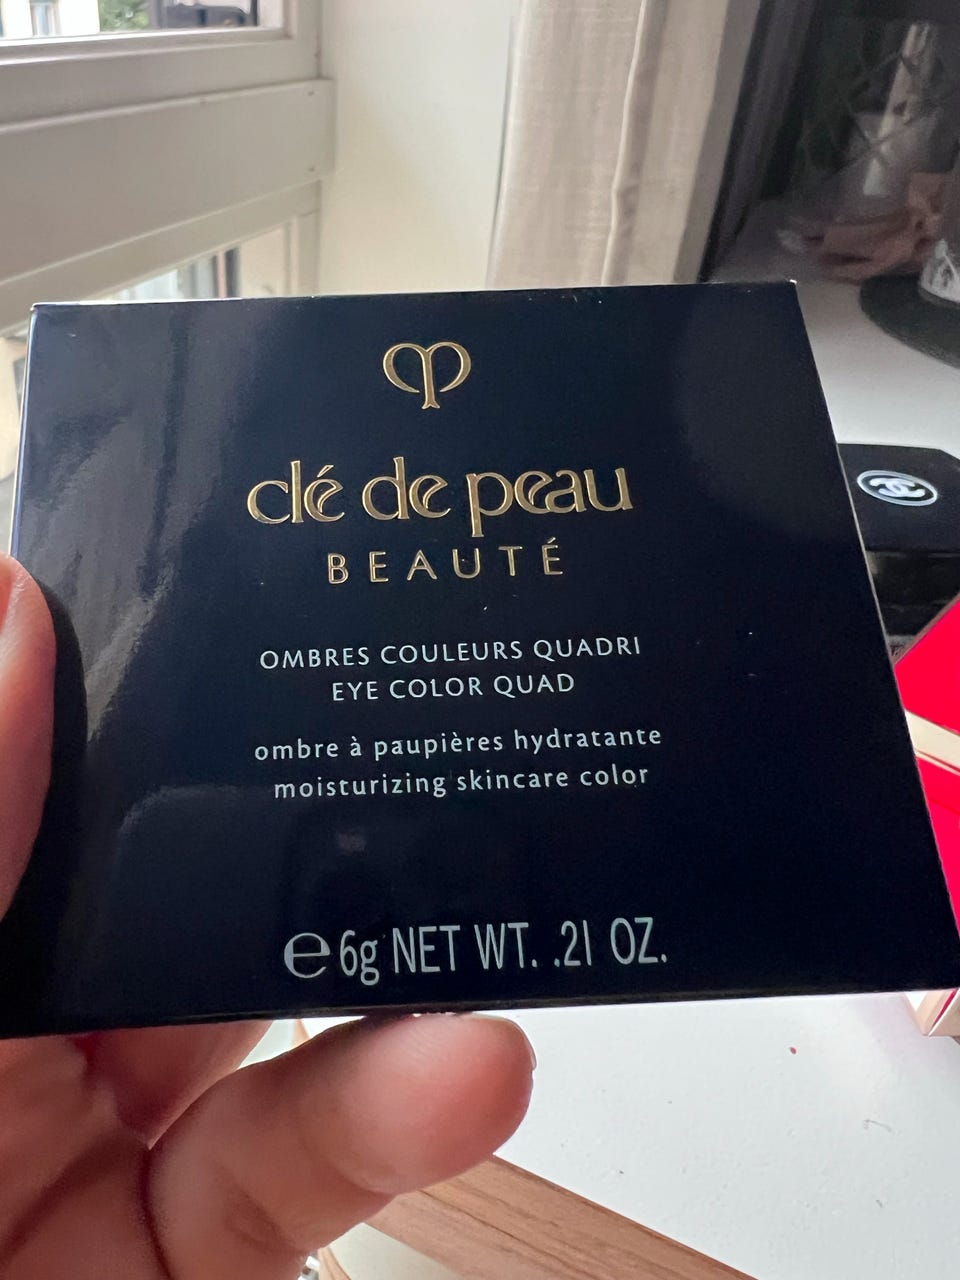 clé de peau
BEAUTÉ
OMBRES COULEURS QUADRI
EYE COLOR QUAD
ombre à paupières hydratante
moisturizing skincare color
℮ 6g NET WT. .21 OZ.